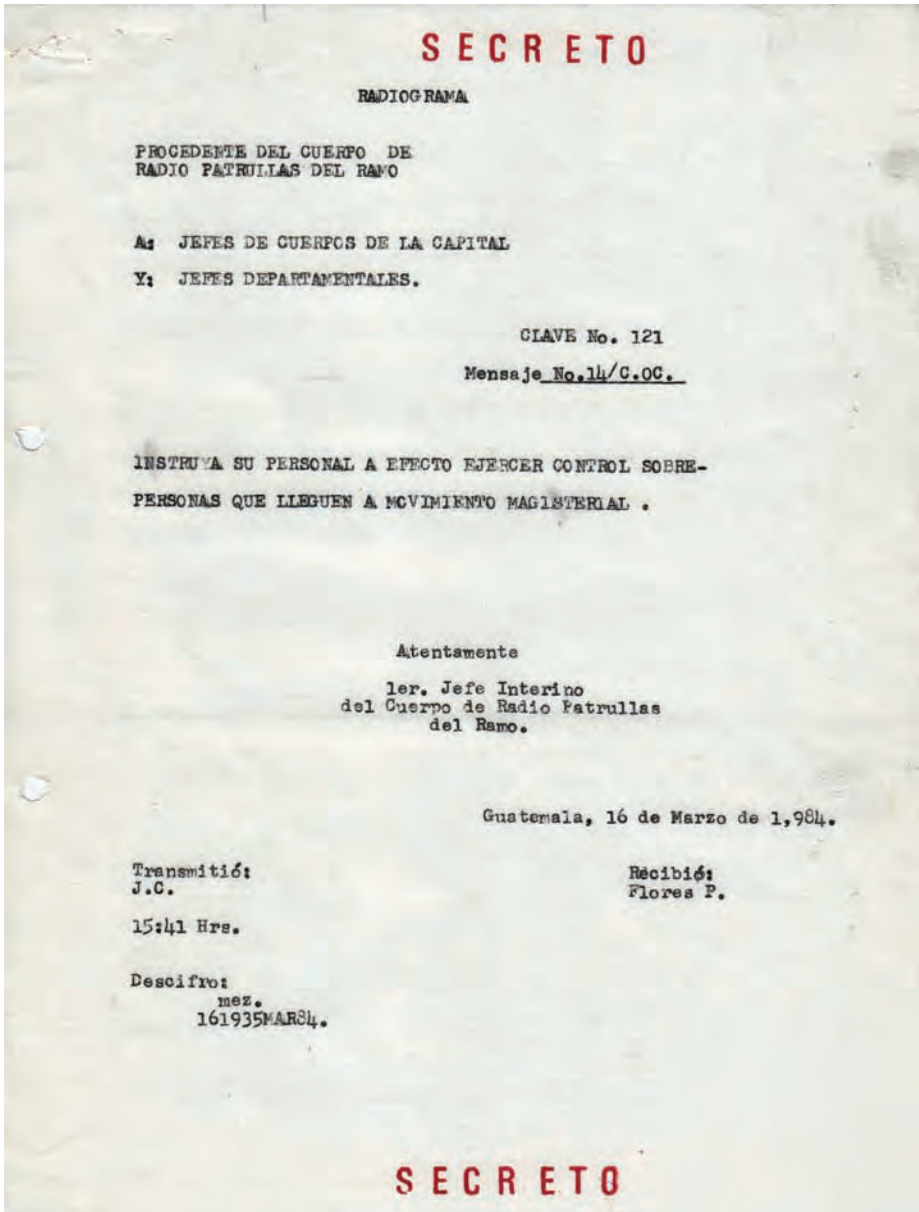 SECRETO
RADIOGRAMA
PROCEDENTE DEL CUERPO DE
RADIO PATRULLAS DEL RAMO
A: JEFES DE CUERPOS DE LA CAPITAL
Y: JEFES DEPARTAMENTALES.
CLAVE No. 121
Mensaje No.14/C.OC.
INSTRUYA SU PERSONAL A EFECTO EJERCER CONTROL SOBRE-
PERSONAS QUE LLEGUEN A MOVIMIENTO MAGISTERIAL .
Atentamente
1er. Jefe Interino
del Cuerpo de Radio Patrullas
del Ramo.
Guatemala, 16 de Marzo de 1,984.
Transmitió:
J.C.
Recibió:
Flores P.
15:41 Hrs.
Descifro:
mez.
161935MAR84.
SECRETO